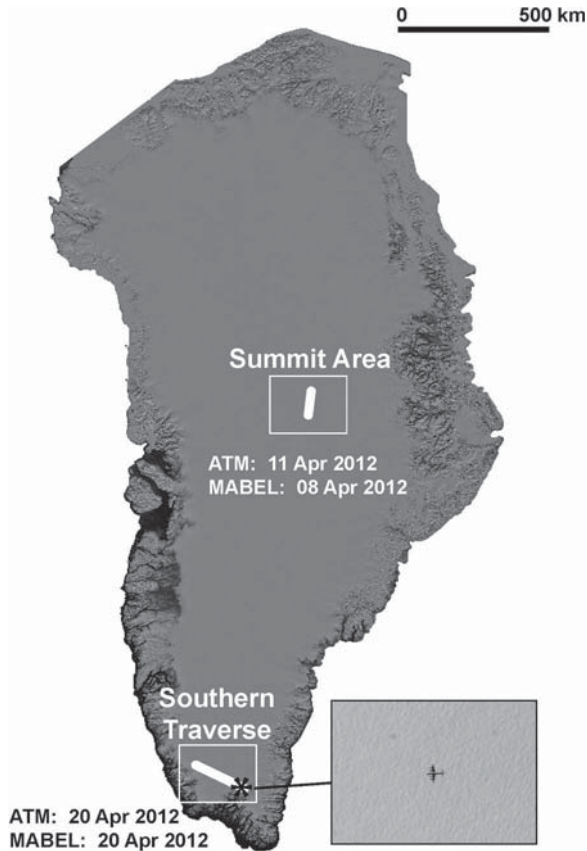 0 500 km
Summit Area
ATM: 11 Apr 2012
MABEL: 08 Apr 2012
Southern
Traverse
ATM: 20 Apr 2012
MABEL: 20 Apr 2012